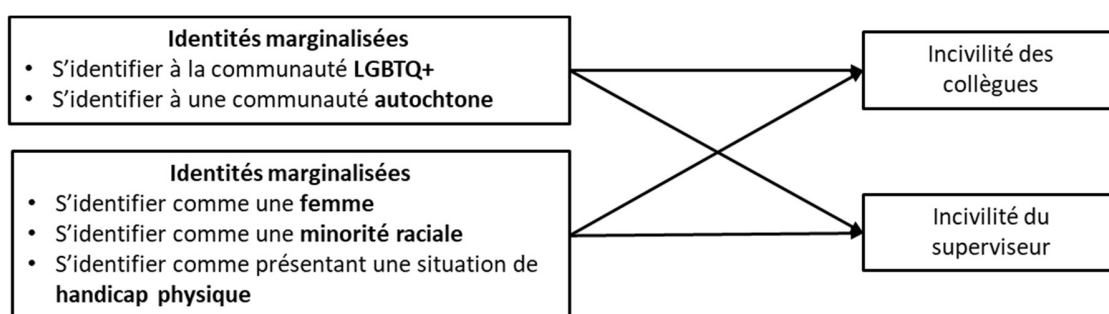 Identités marginalisées
• S'identifier à la communauté LGBTQ+
• S'identifier à une communauté autochtone
Incivilité des
collègues
Identités marginalisées
• S'identifier comme une femme
• S'identifier comme une minorité raciale
• S'identifier comme présentant une situation de
handicap physique
Incivilité du
superviseur